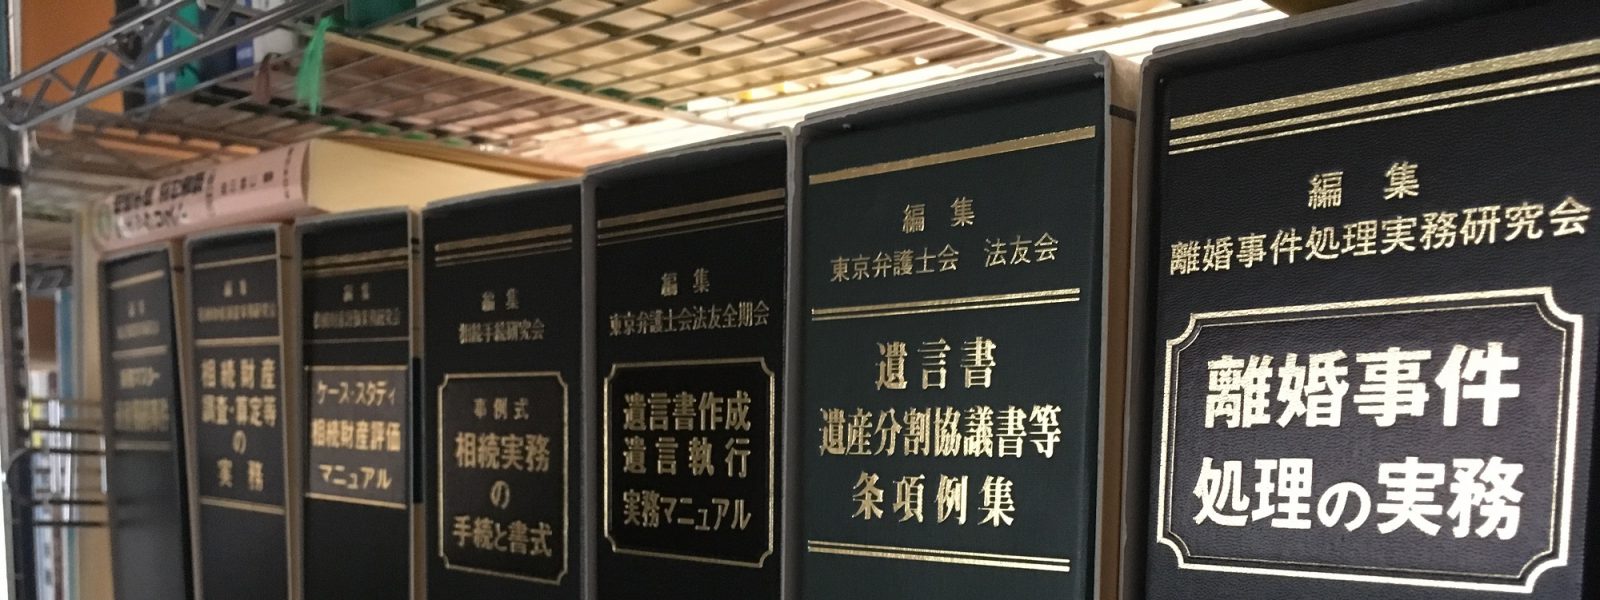 編集
相続財産
調査・算定等
の
実務
編集
ケース・スタディ
相続財産評価
マニュアル
編集
相続手続研究会
事例式
相続実務
の
手続と書式
編集
東京弁護士会法友全期会
遺言書作成
遺言執行
実務マニュアル
編集
東京弁護士会 法友会
遺言書
遺産分割協議書等
条項例集
編集
離婚事件処理実務研究会
離婚事件
処理の実務